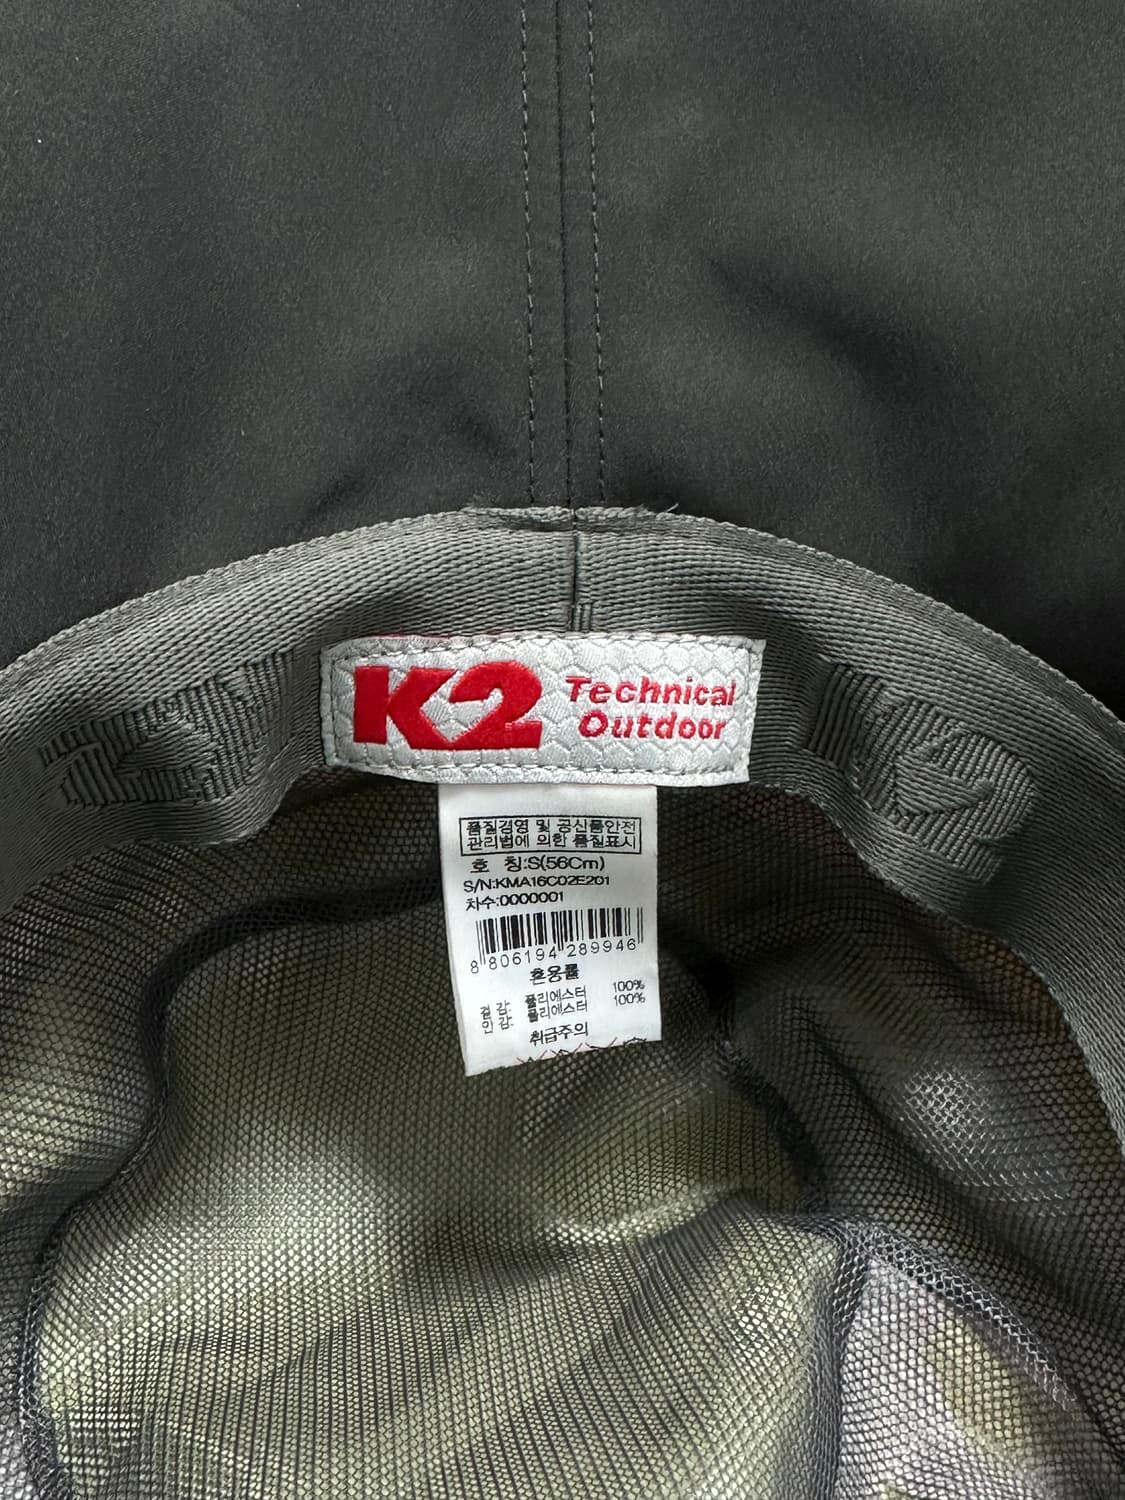 K2 Technical
Outdoor
K2
품질경영 및 공산품안전
관리법에 의한 품질표시
호 칭:S(56Cm)
S/N:KMA16C02E201
차수:0000001
8 806194 289946
혼용률
겉감: 폴리에스터 100%
안감: 폴리에스터 100%
취급주의